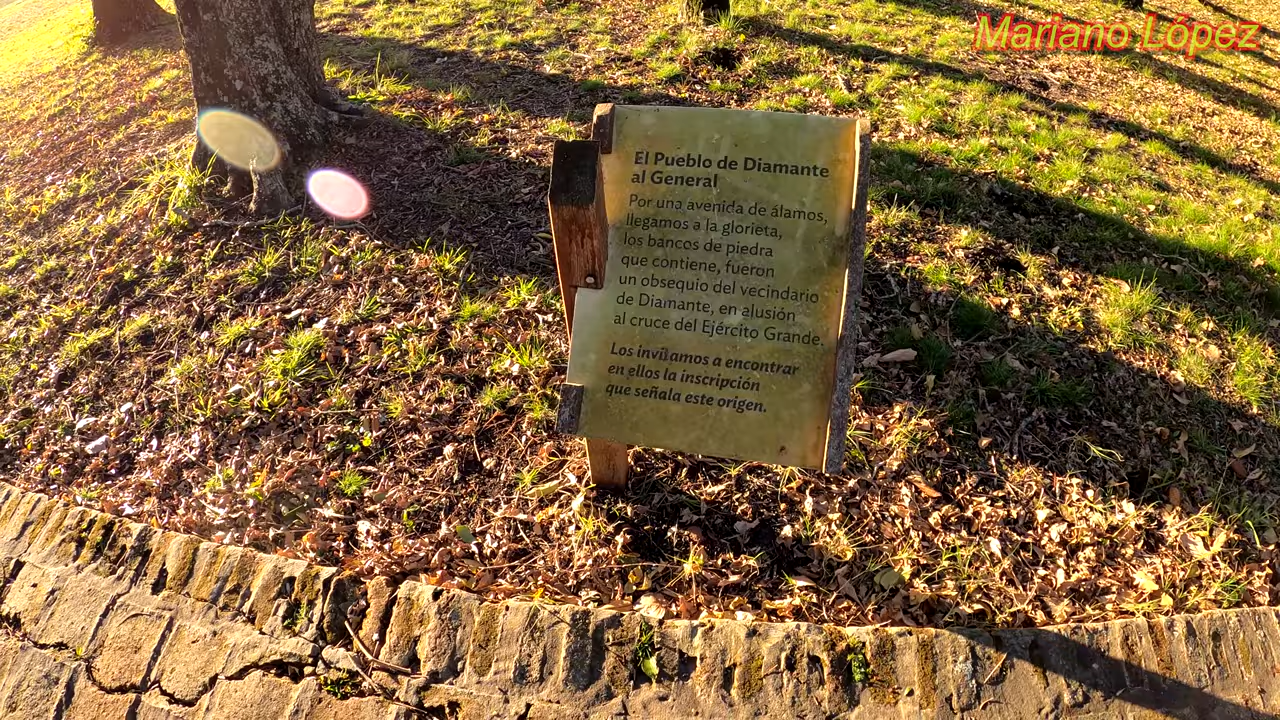 Mariano López
El Pueblo de Diamante
al General
Por una avenida de álamos,
llegamos a la glorieta,
los bancos de piedra
que contiene, fueron
un obsequio del vecindario
de Diamante, en alusión
al cruce del Ejército Grande.
Los invitamos a encontrar
en ellos la inscripción
que señala este origen.